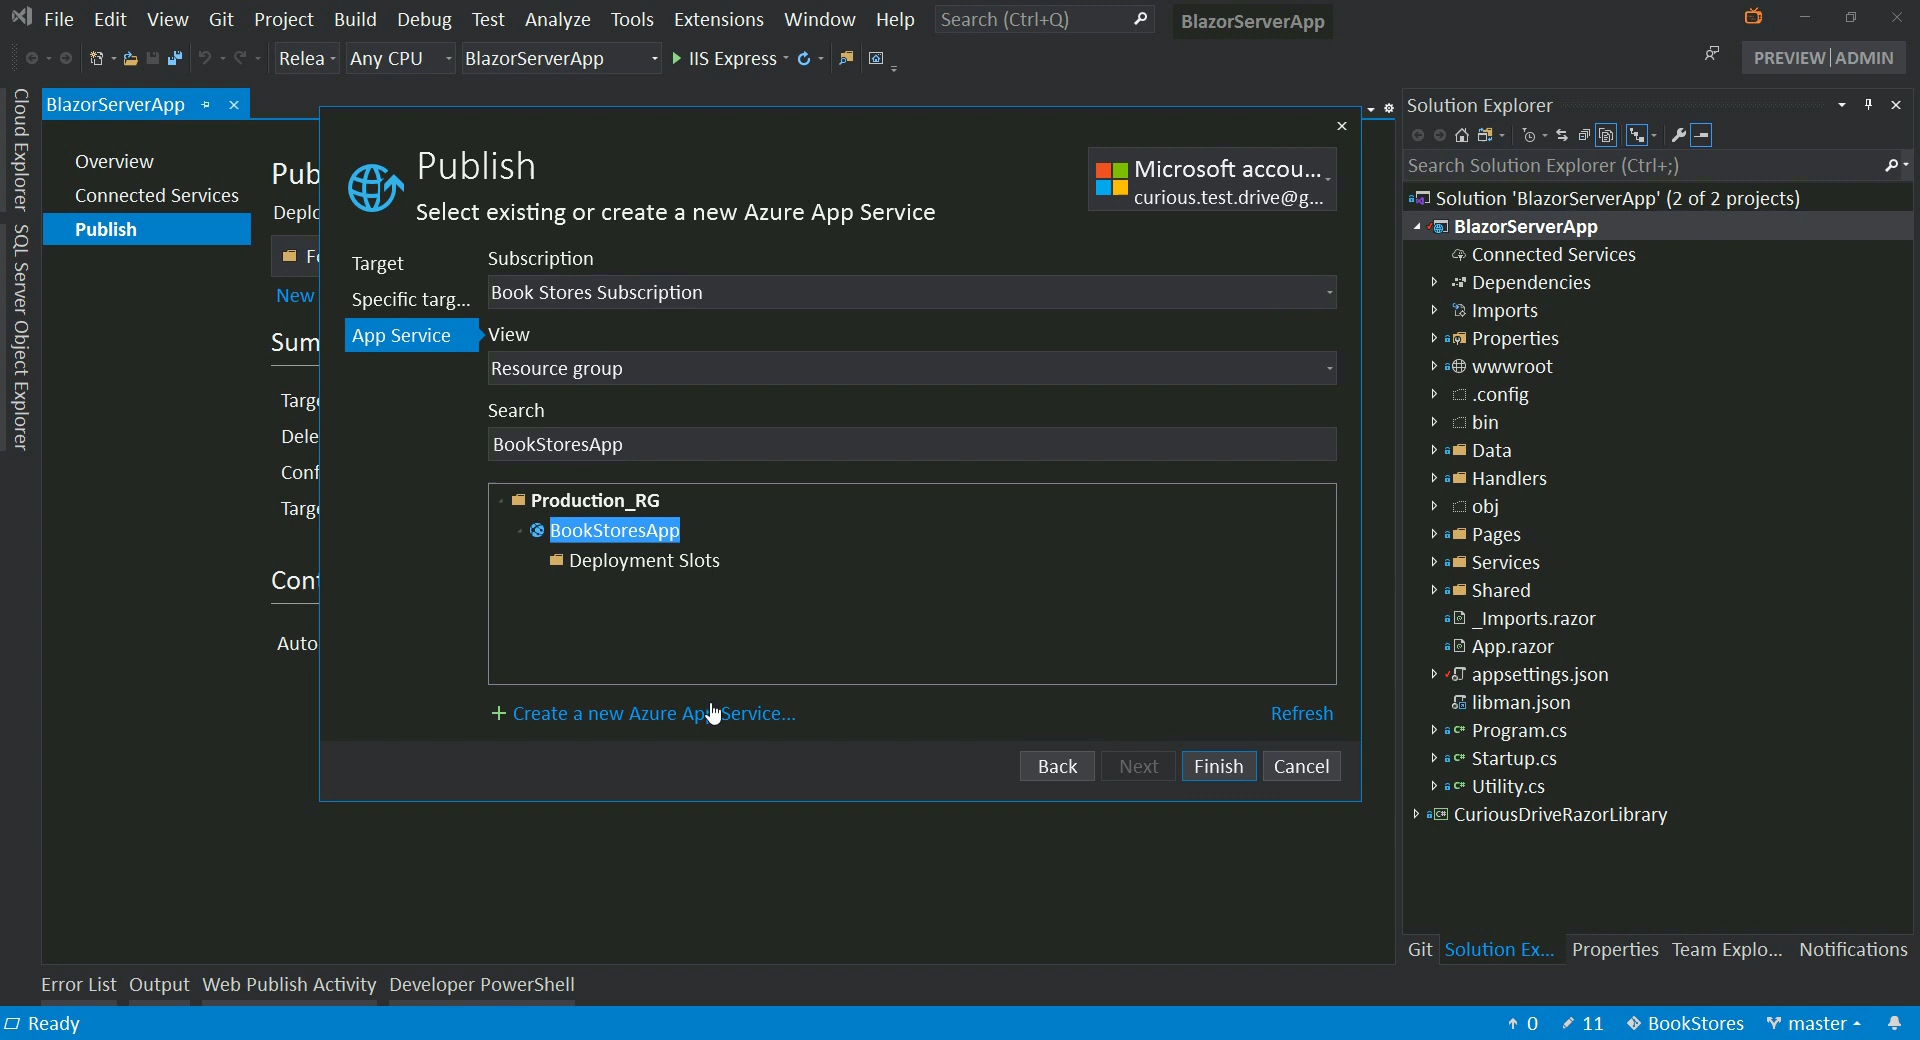 File Edit View Git Project Build Debug Test Analyze Tools Extensions Window Help Search (Ctrl+Q) BlazorServerApp
Relea Any CPU BlazorServerApp IIS Express PREVIEW | ADMIN
Cloud Explorer
SQL Server Object Explorer
BlazorServerApp
Overview
Connected Services
Publish
Pub
Deplo
New
Sum
Targe
Dele
Conf
Targe
Con
Auto
Publish
Select existing or create a new Azure App Service
Microsoft accou...
curious.test.drive@g...
Target
Specific targ...
App Service
Subscription
Book Stores Subscription
View
Resource group
Search
BookStoresApp
Production_RG
BookStoresApp
Deployment Slots
Create a new Azure App Service...
Refresh
Back Next Finish Cancel
Solution Explorer
Search Solution Explorer (Ctrl+;)
Solution 'BlazorServerApp' (2 of 2 projects)
BlazorServerApp
Connected Services
Dependencies
Imports
Properties
wwwroot
.config
bin
Data
Handlers
obj
Pages
Services
Shared
_Imports.razor
App.razor
appsettings.json
libman.json
Program.cs
Startup.cs
Utility.cs
CuriousDriveRazorLibrary
Git Solution Ex... Properties Team Explo... Notifications
Error List Output Web Publish Activity Developer PowerShell
Ready 0 11 BookStores master